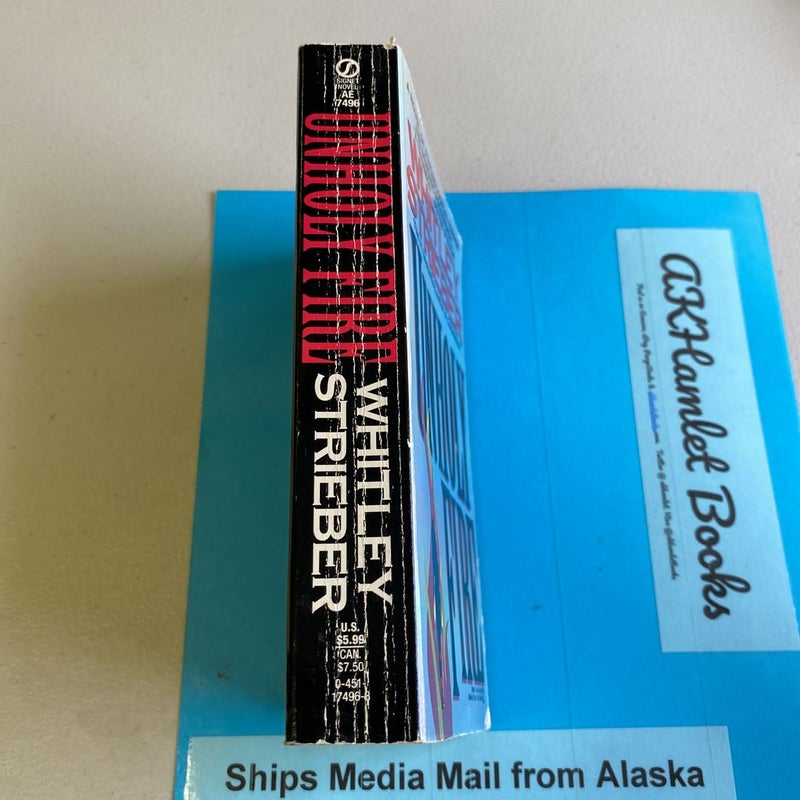 SIGNET
NOVEL
AE
7496
UNHOLY FIRE
WHITLEY
STRIEBER
U.S.
$5.99
CAN.
$7.50
0-451-
17496-8
AKHamlet Books
Ships Media Mail from Alaska